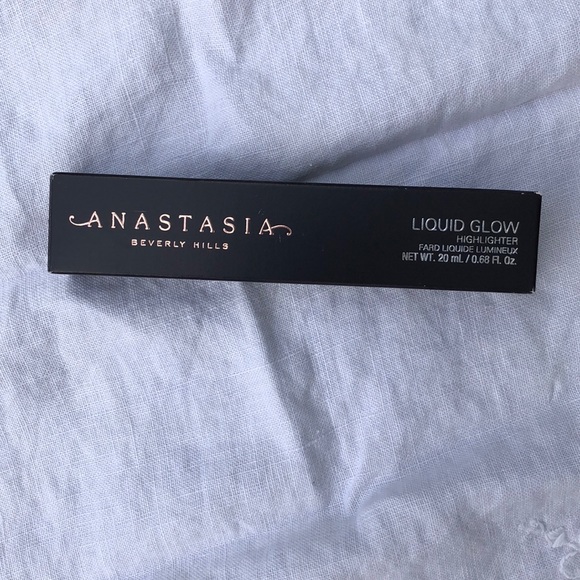 ANASTASIA
BEVERLY HILLS
LIQUID GLOW
HIGHLIGHTER
FARD LIQUIDE LUMINEUX
NET WT. 20 mL / 0.68 Fl. Oz.